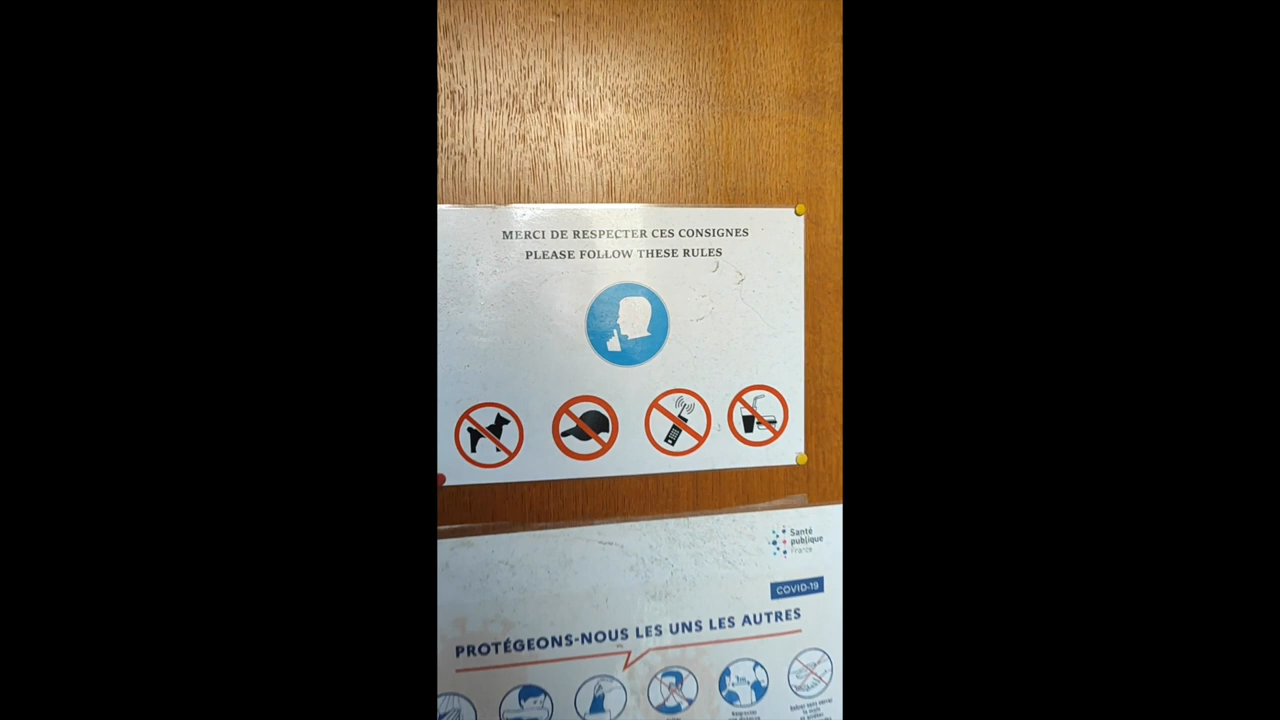 MERCI DE RESPECTER CES CONSIGNES
PLEASE FOLLOW THESE RULES
Santé
publique
France
COVID-19
PROTÉGEONS-NOUS LES UNS LES AUTRES
1m